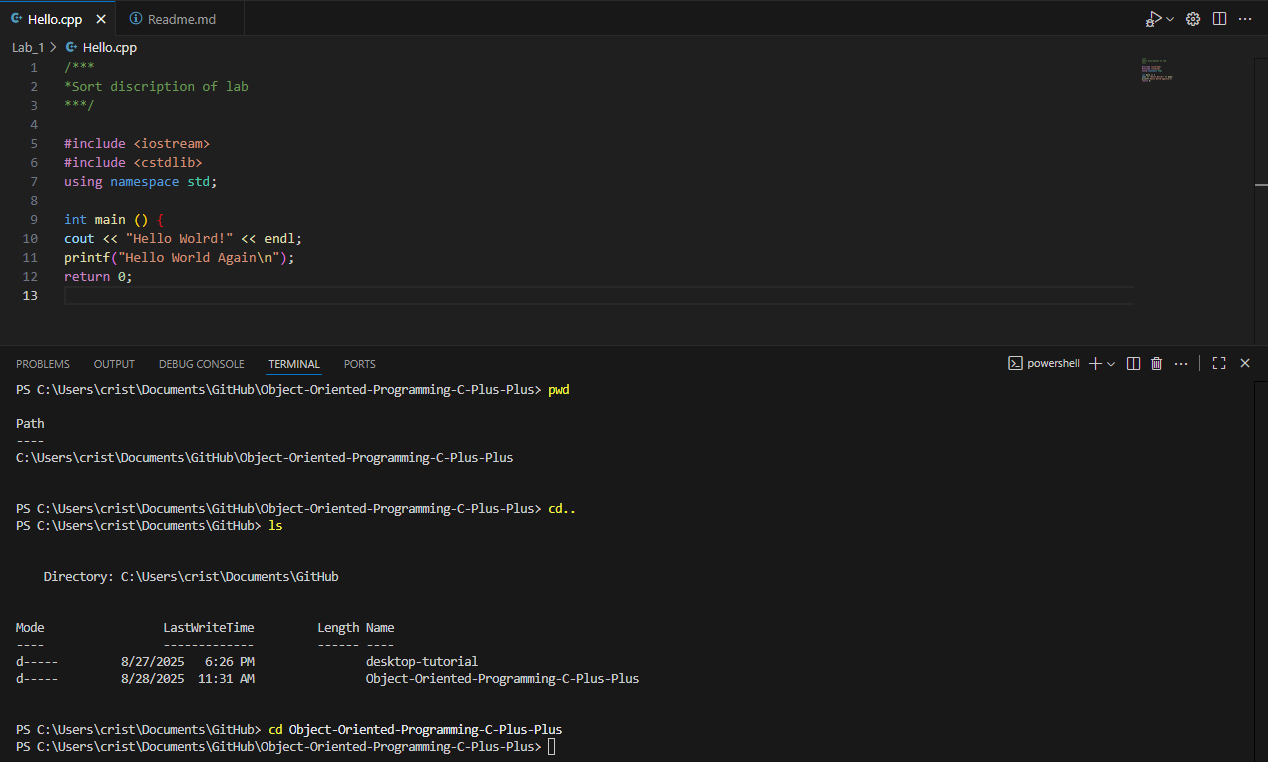 Hello.cpp
Readme.md
Lab_1 > Hello.cpp
1 /***
2 *Sort discription of lab
3 ***/
4
5 #include <iostream>
6 #include <cstdlib>
7 using namespace std;
8
9 int main () {
10 cout << "Hello Wolrd!" << endl;
11 printf("Hello World Again\n");
12 return 0;
13
PROBLEMS OUTPUT DEBUG CONSOLE TERMINAL PORTS powershell
PS C:\Users\crist\Documents\GitHub\Object-Oriented-Programming-C-Plus-Plus> pwd
Path
----
C:\Users\crist\Documents\GitHub\Object-Oriented-Programming-C-Plus-Plus
PS C:\Users\crist\Documents\GitHub\Object-Oriented-Programming-C-Plus-Plus> cd..
PS C:\Users\crist\Documents\GitHub> ls
Directory: C:\Users\crist\Documents\GitHub
Mode LastWriteTime Length Name
---- ------------- ------ ----
d----- 8/27/2025 6:26 PM desktop-tutorial
d----- 8/28/2025 11:31 AM Object-Oriented-Programming-C-Plus-Plus
PS C:\Users\crist\Documents\GitHub> cd Object-Oriented-Programming-C-Plus-Plus
PS C:\Users\crist\Documents\GitHub\Object-Oriented-Programming-C-Plus-Plus>